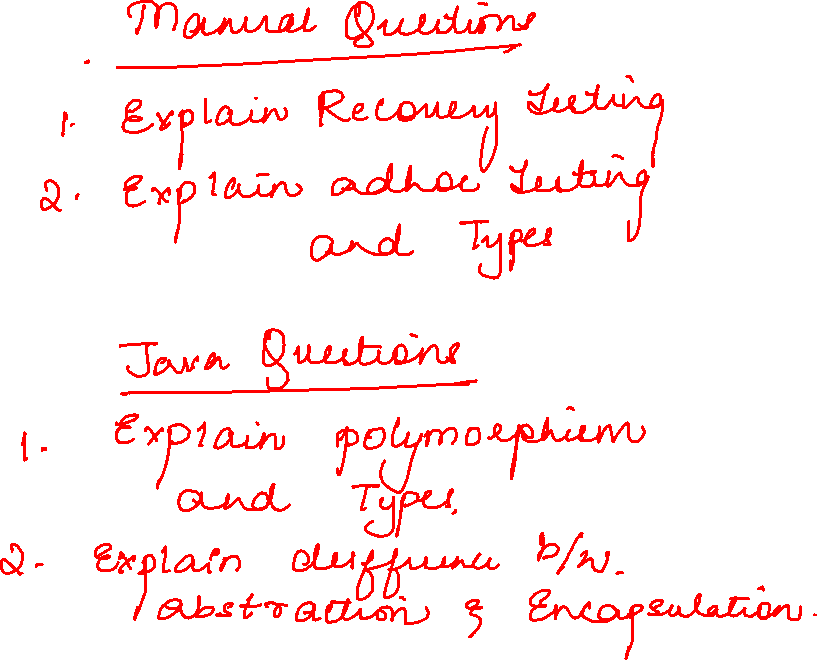 Manual Questions
1. Explain Recovery Testing
2. Explain adhoc Testing
and Types
Java Questions
1. Explain polymorphism
and Types.
2. Explain difference b/w.
abstraction & Encapsulation.